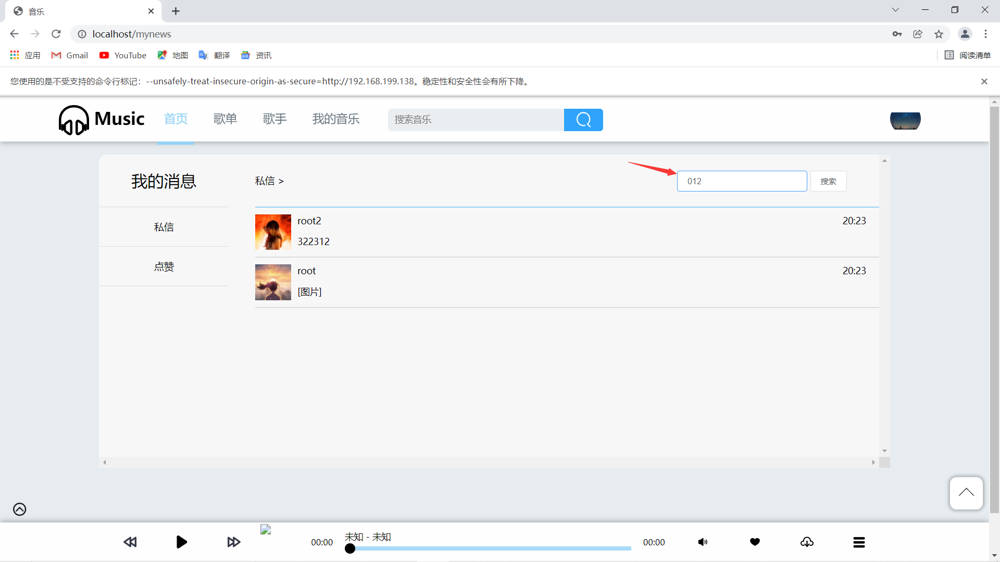 音乐
localhost/mynews
应用 Gmail YouTube 地图 翻译 资讯 阅读清单
您使用的是不受支持的命令行标记：--unsafely-treat-insecure-origin-as-secure=http://192.168.199.138。稳定性和安全性会有所下降。
Music 首页 歌单 歌手 我的音乐 搜索音乐
我的消息 私信 > 012 搜索
root2 20:23
私信
322312
点赞
root 20:23
[图片]
未知 - 未知
00:00 00:00